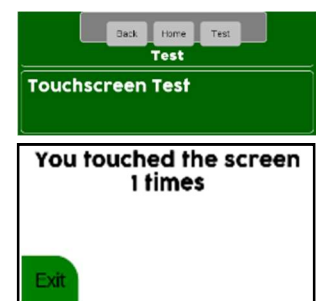 Back Home Test
Test
Touchscreen Test
You touched the screen
1 times
Exit